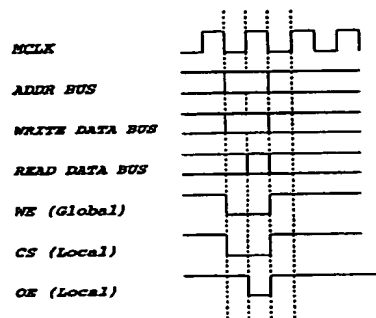 MCLK
ADDR BUS
WRITE DATA BUS
READ DATA BUS
WE (Global)
CS (Local)
OE (Local)